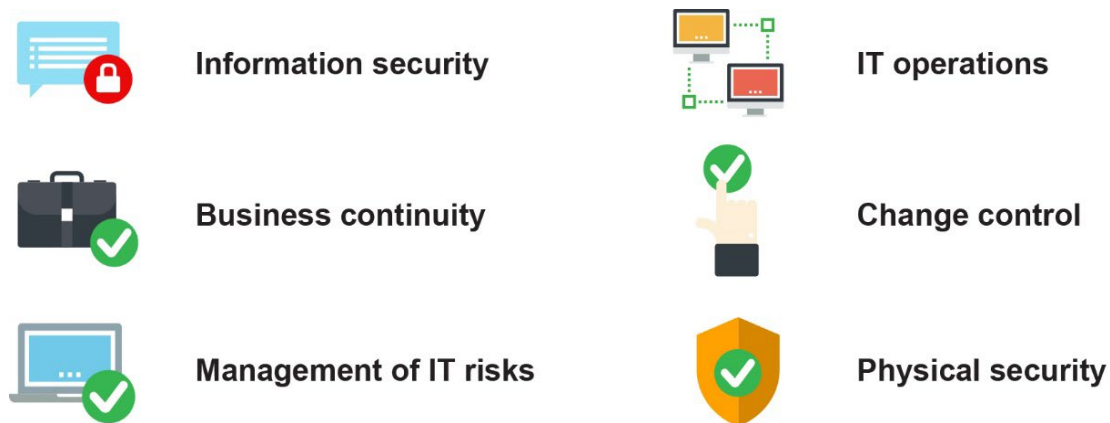 Information security
IT operations
Business continuity
Change control
Management of IT risks
Physical security